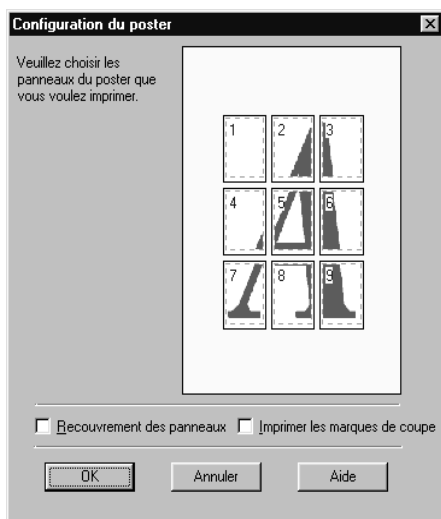 Configuration du poster
Veuillez choisir les
panneaux du poster que
vous voulez imprimer.
1 2 3
4 5 6
7 8 9
Recouvrement des panneaux Imprimer les marques de coupe
OK Annuler Aide